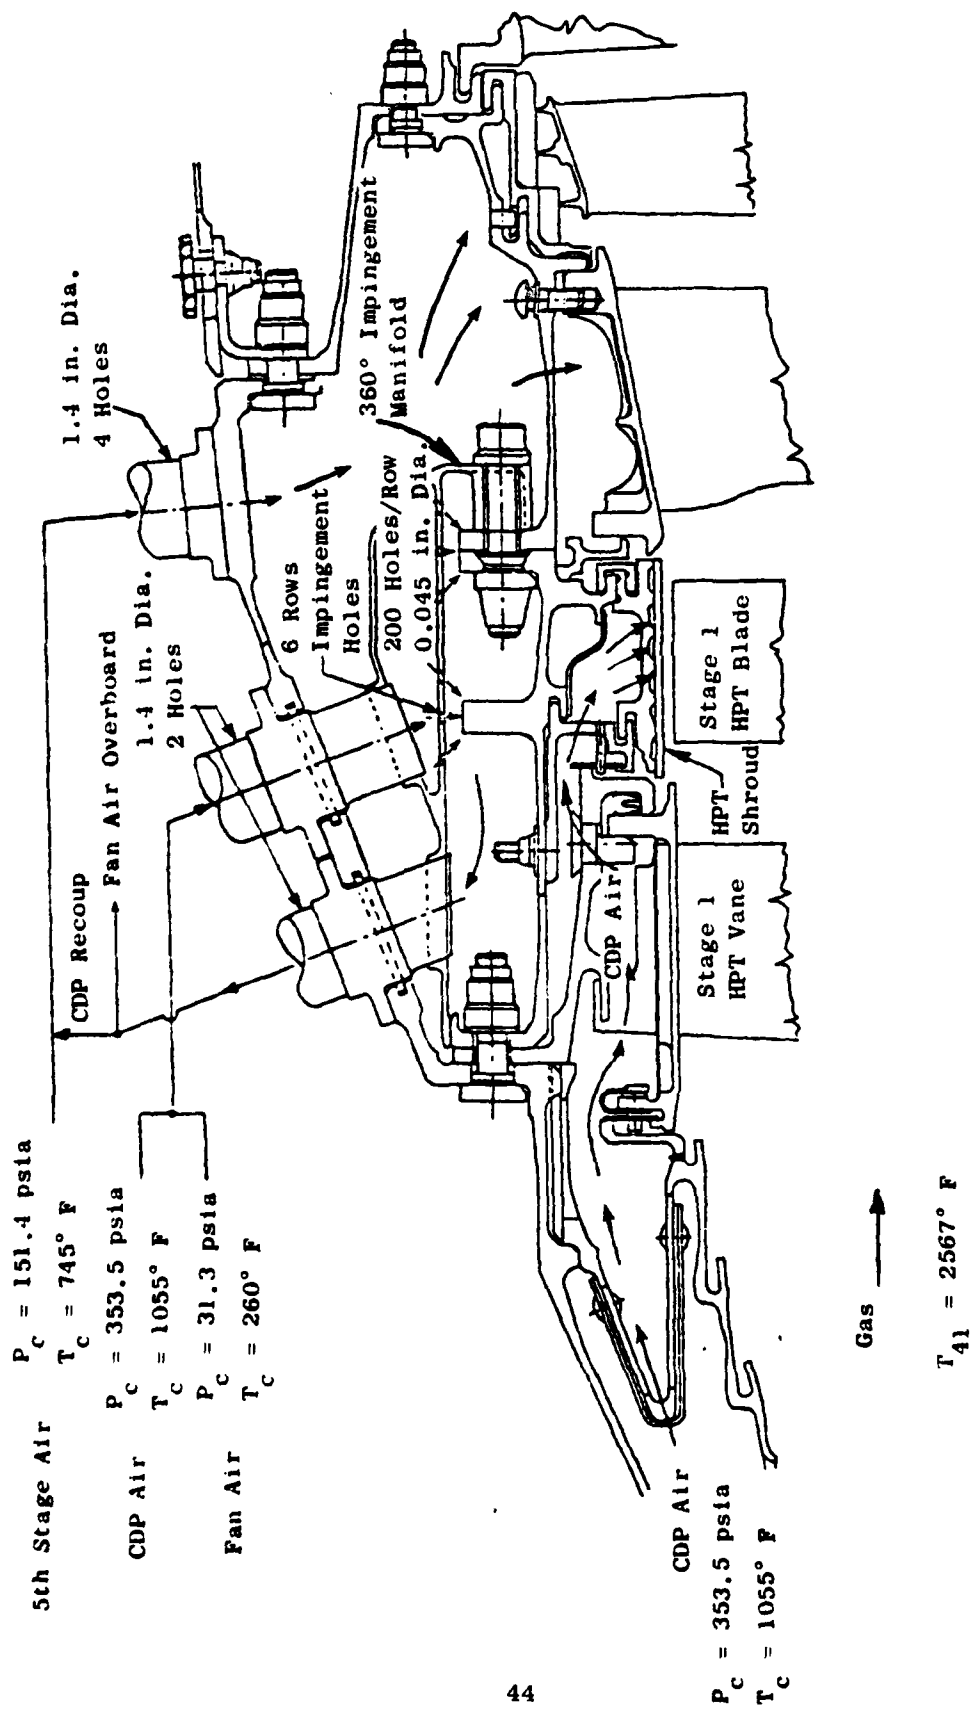 5th Stage Air
P_c = 151.4 psia
T_c = 745° F
CDP Air
P_c = 353.5 psia
T_c = 1055° F
Fan Air
P_c = 31.3 psia
T_c = 260° F
CDP Recoup
Fan Air Overboard
1.4 in. Dia.
2 Holes
1.4 in. Dia.
4 Holes
6 Rows
Impingement
Holes
200 Holes/Row
0.045 in. Dia.
360° Impingement
Manifold
CDP Air
Stage 1
HPT Vane
HPT
Shroud
Stage 1
HPT Blade
CDP Air
P_c = 353.5 psia
T_c = 1055° F
Gas
T_41 = 2567° F
44